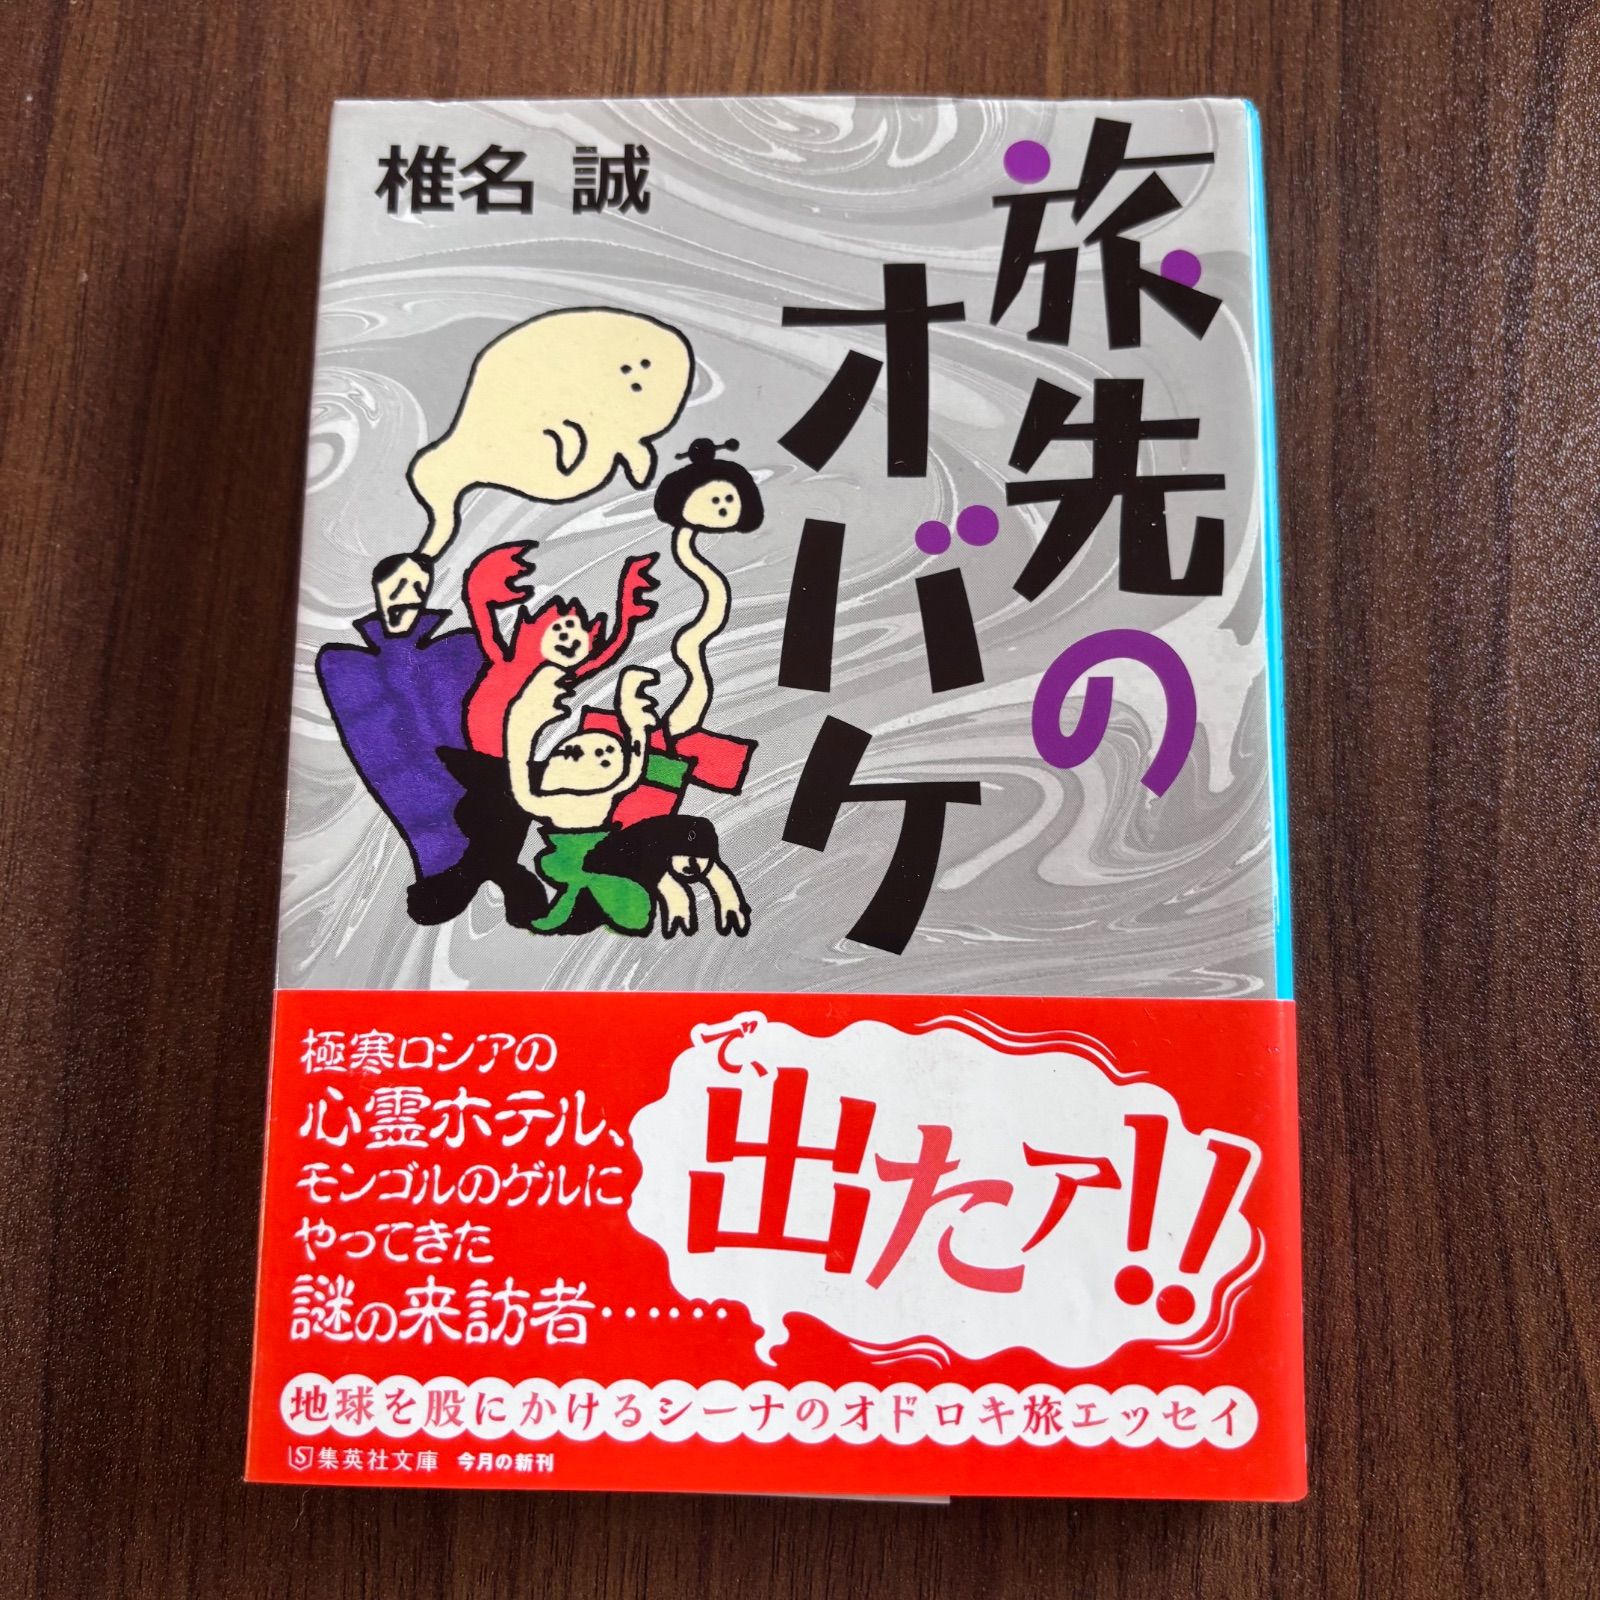 椎名 誠
旅先の
オバケ
極寒ロシアの
心霊ホテル、
モンゴルのゲルに
やってきた
謎の来訪者……
で、
出たァ!!
地球を股にかけるシーナのオドロキ旅エッセイ
S 集英社文庫 今月の新刊